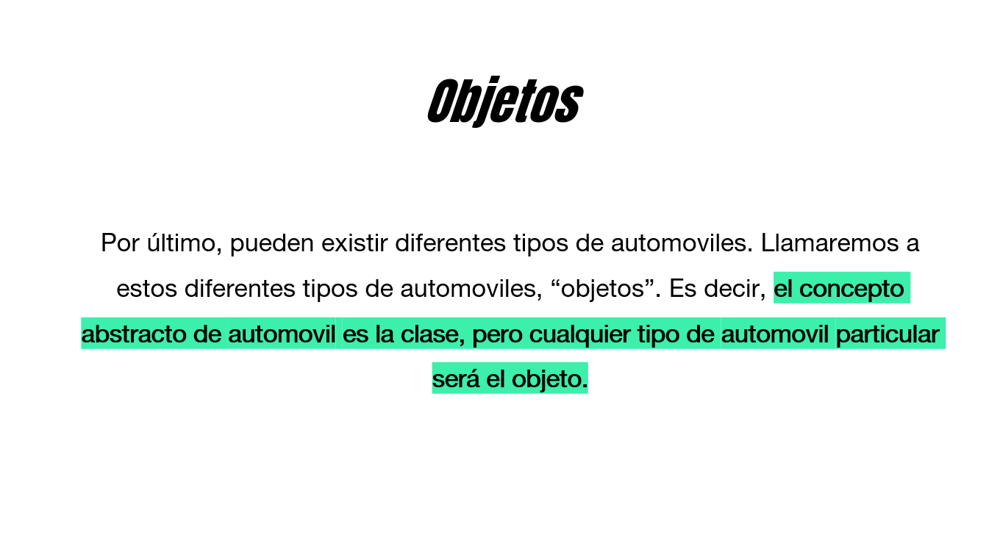 Objetos
Por último, pueden existir diferentes tipos de automoviles. Llamaremos a
estos diferentes tipos de automoviles, “objetos”. Es decir, el concepto
abstracto de automovil es la clase, pero cualquier tipo de automovil particular
será el objeto.